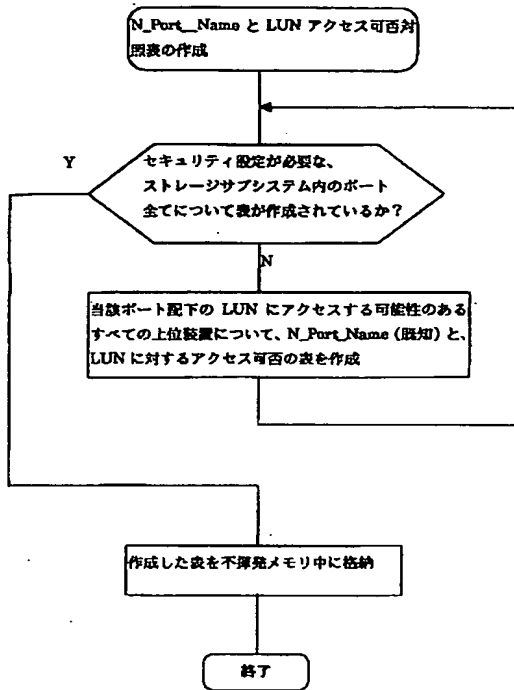 N_Port_Name と LUN アクセス可否対
照表の作成
Y
セキュリティ設定が必要な、
ストレージサブシステム内のポート
全てについて表が作成されているか？
N
当該ポート配下の LUN にアクセスする可能性のある
すべての上位装置について、N_Port_Name（既知）と、
LUN に対するアクセス可否の表を作成
作成した表を不揮発メモリ中に格納
終了